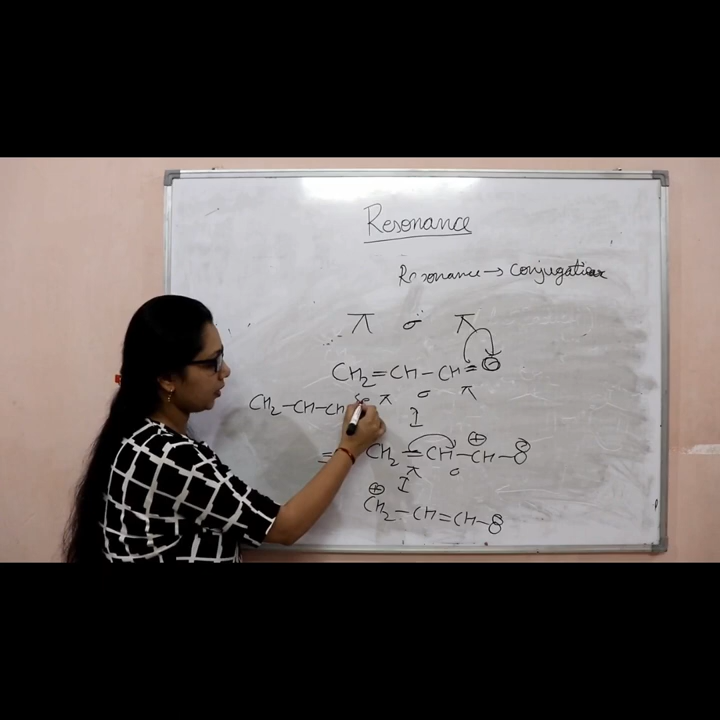 Resonance
Resonance → Conjugation
π σ π
CH2=CH-CH=O
π σ π
CH2-CH-CH
CH2=CH-CH-O
⊕
π σ
⊕
CH2-CH=CH-O